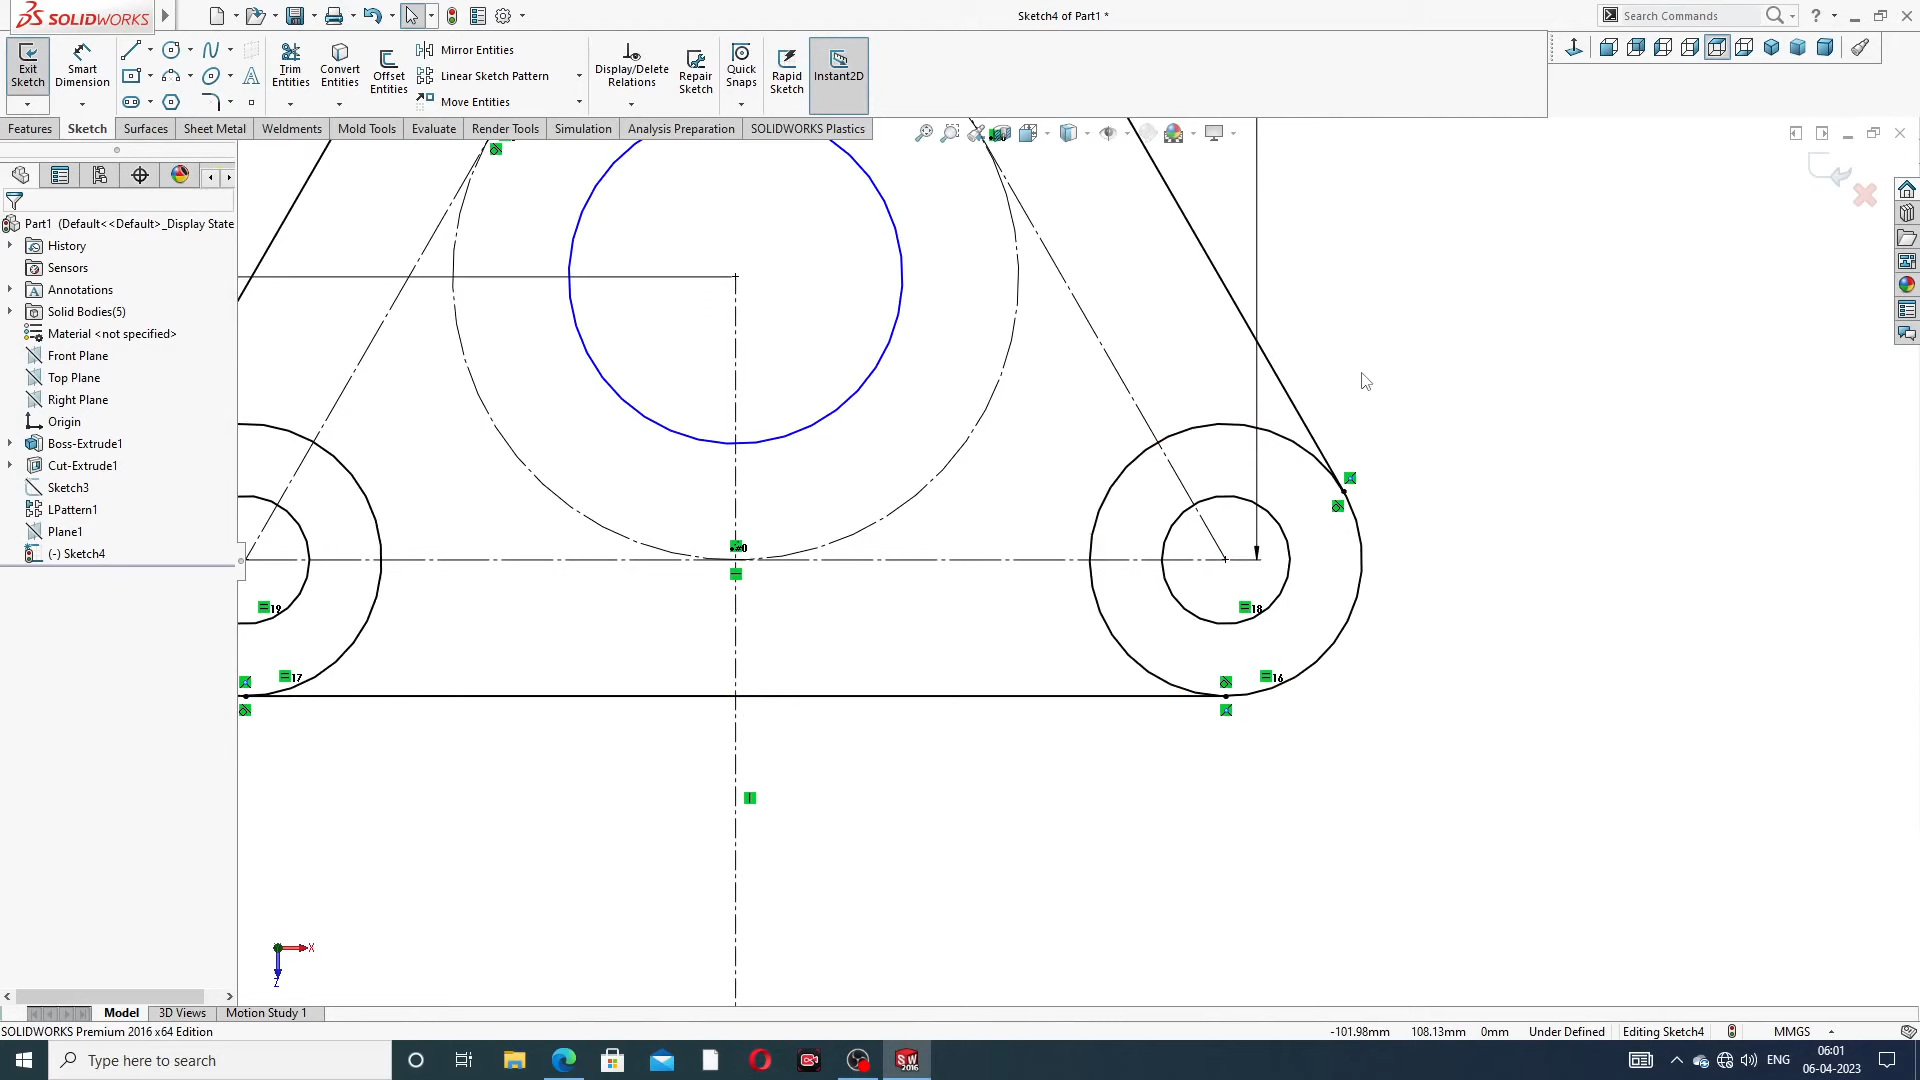 SOLIDWORKS
Sketch4 of Part1 *
Search Commands
Exit Sketch
Smart Dimension
Trim Entities
Convert Entities
Offset Entities
Mirror Entities
Linear Sketch Pattern
Move Entities
Display/Delete Relations
Repair Sketch
Quick Snaps
Rapid Sketch
Instant2D
Features
Sketch
Surfaces
Sheet Metal
Weldments
Mold Tools
Evaluate
Render Tools
Simulation
Analysis Preparation
SOLIDWORKS Plastics
Part1 (Default<<Default>_Display State
History
Sensors
Annotations
Solid Bodies(5)
Material <not specified>
Front Plane
Top Plane
Right Plane
Origin
Boss-Extrude1
Cut-Extrude1
Sketch3
LPattern1
Plane1
(-) Sketch4
19
17
18
16
X
Z
Model
3D Views
Motion Study 1
SOLIDWORKS Premium 2016 x64 Edition
-101.98mm
108.13mm
0mm
Under Defined
Editing Sketch4
MMGS
Type here to search
SW 2016
ENG
06:01
06-04-2023